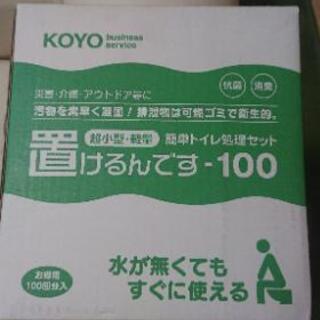 KOYO business service
抗菌 消臭
災害・介護・アウトドア等に
汚物を素早く凝固!排泄物は可能ゴミで衛生的。
超小型・軽量 簡単トイレ処理セット
置けるんです-100
お徳用
100回分入
水が無くても
すぐに使える
KOYO